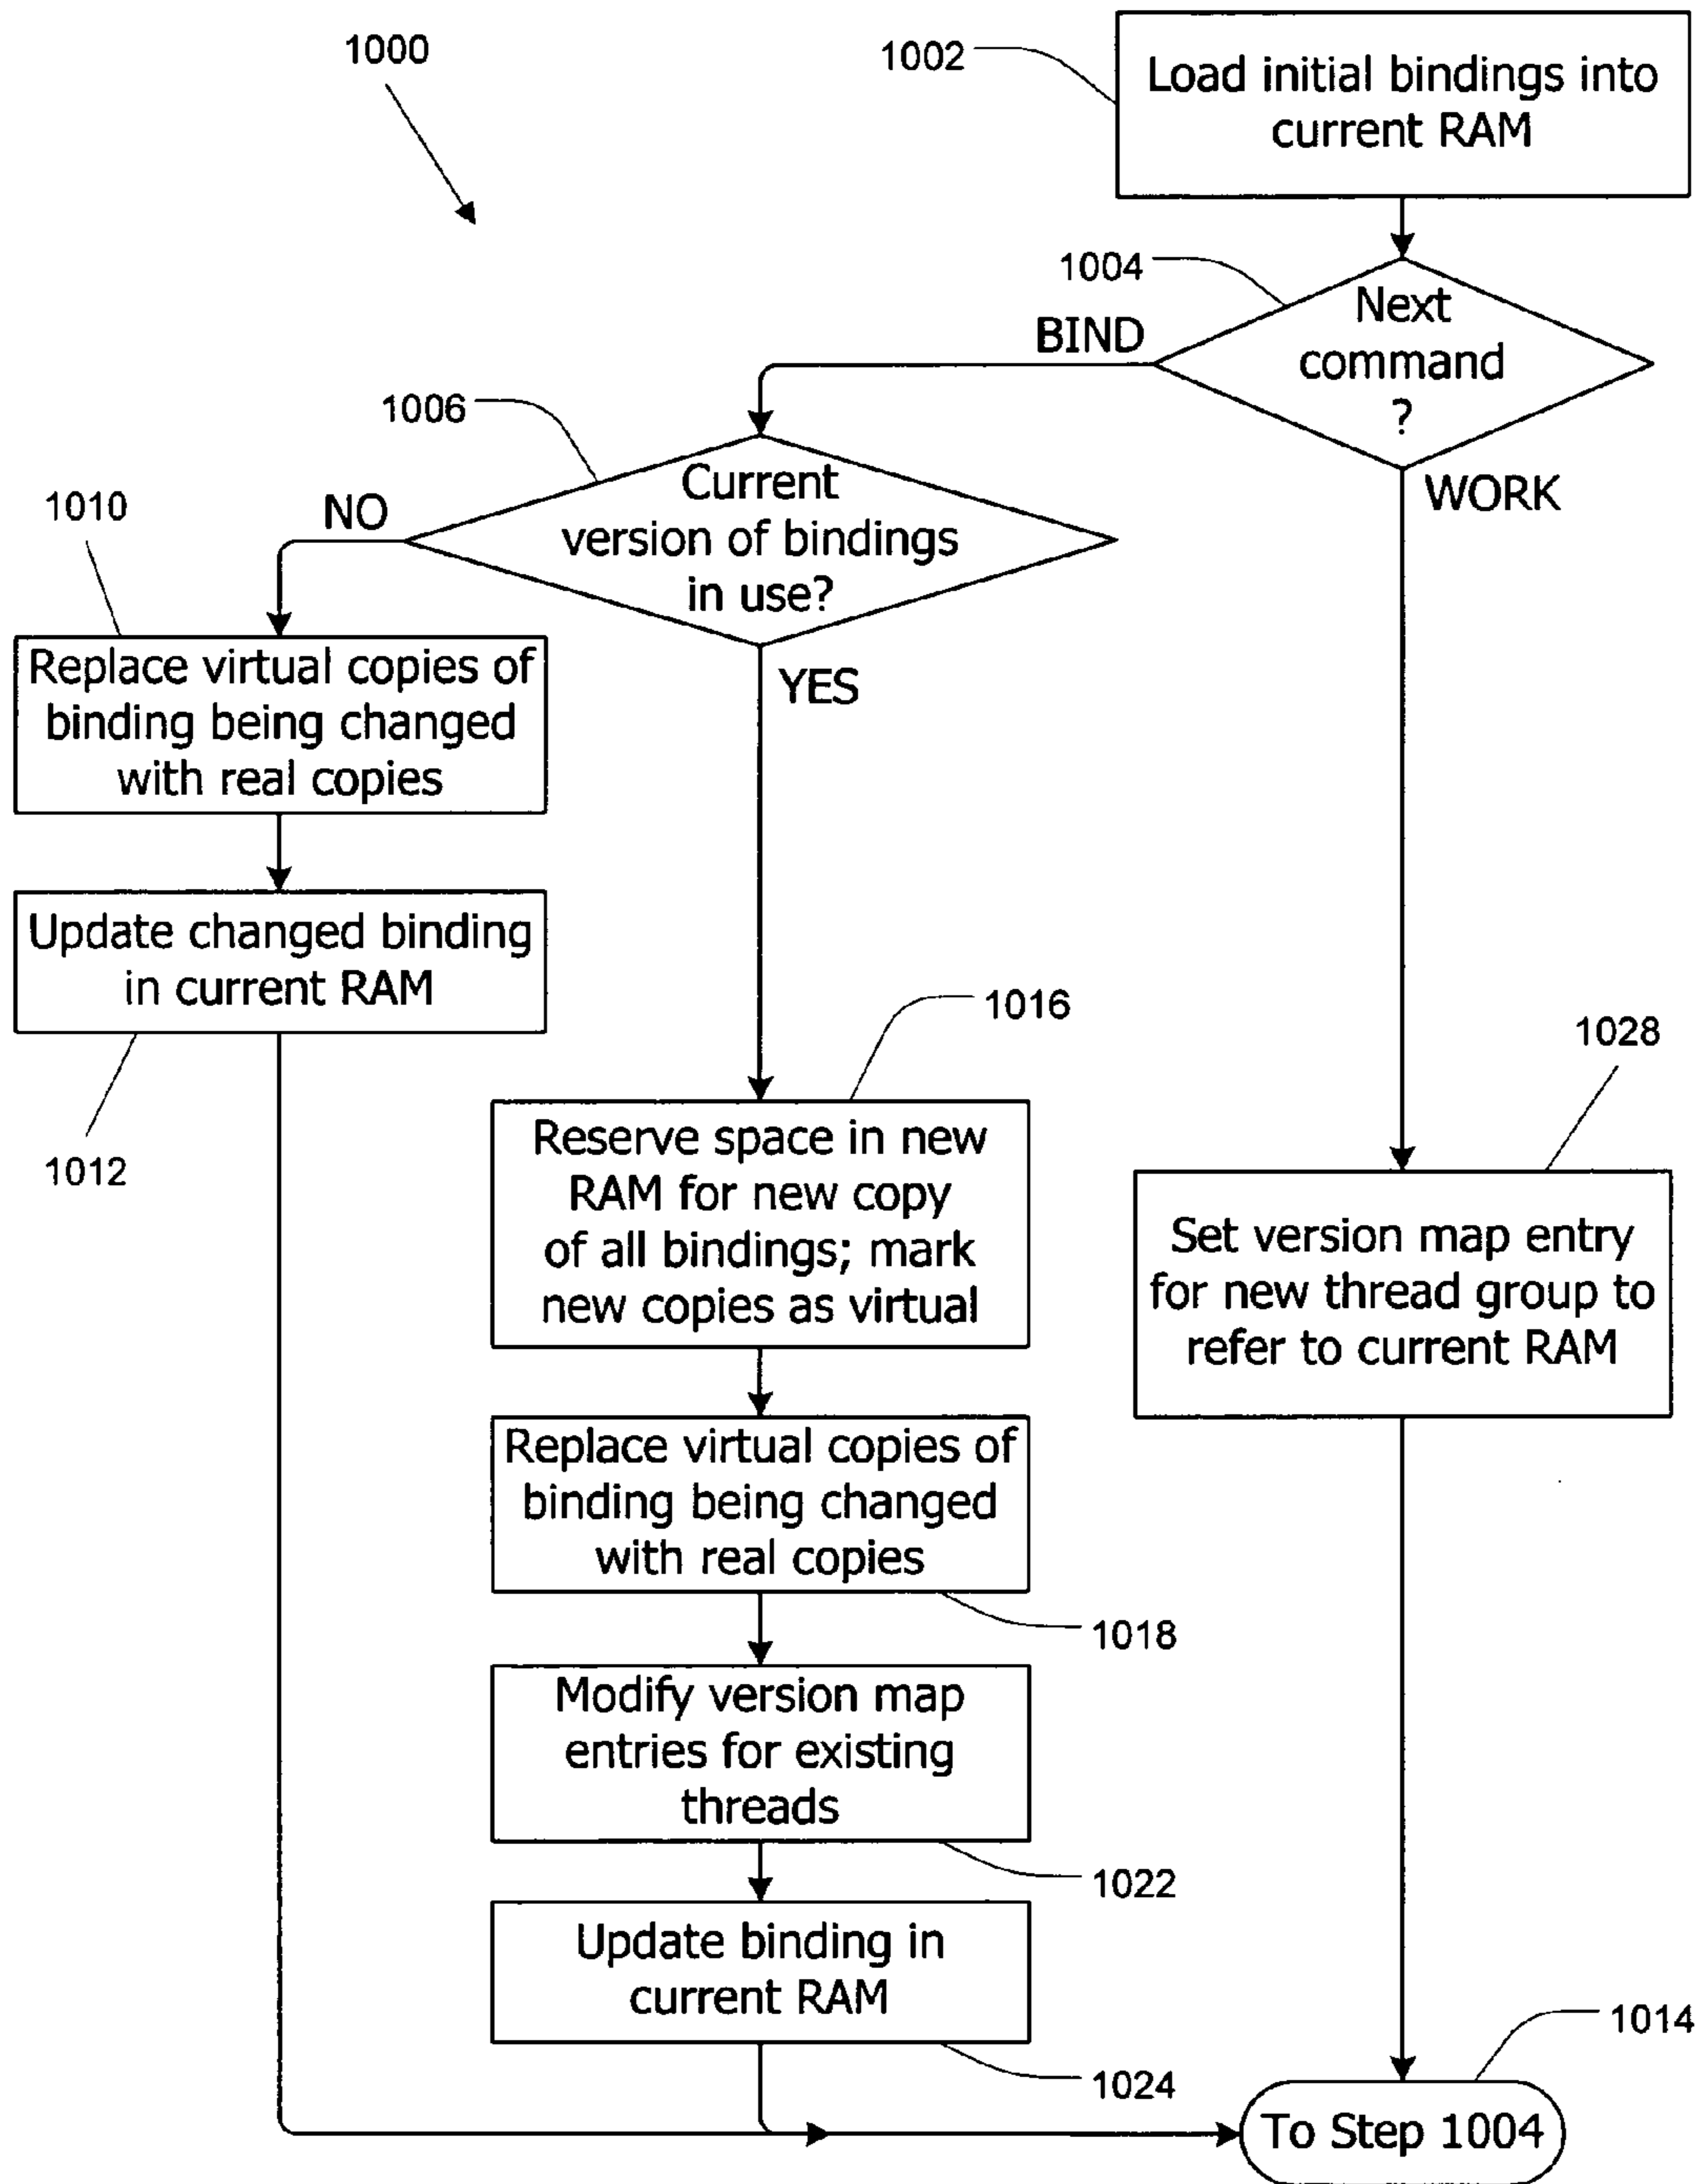 1000
1002
Load initial bindings into
current RAM
1004
Next
command
?
BIND
WORK
1006
Current
version of bindings
in use?
NO
YES
1010
Replace virtual copies of
binding being changed
with real copies
Update changed binding
in current RAM
1012
1016
Reserve space in new
RAM for new copy
of all bindings; mark
new copies as virtual
1028
Set version map entry
for new thread group to
refer to current RAM
Replace virtual copies of
binding being changed
with real copies
1018
Modify version map
entries for existing
threads
1022
Update binding in
current RAM
1024
1014
To Step 1004